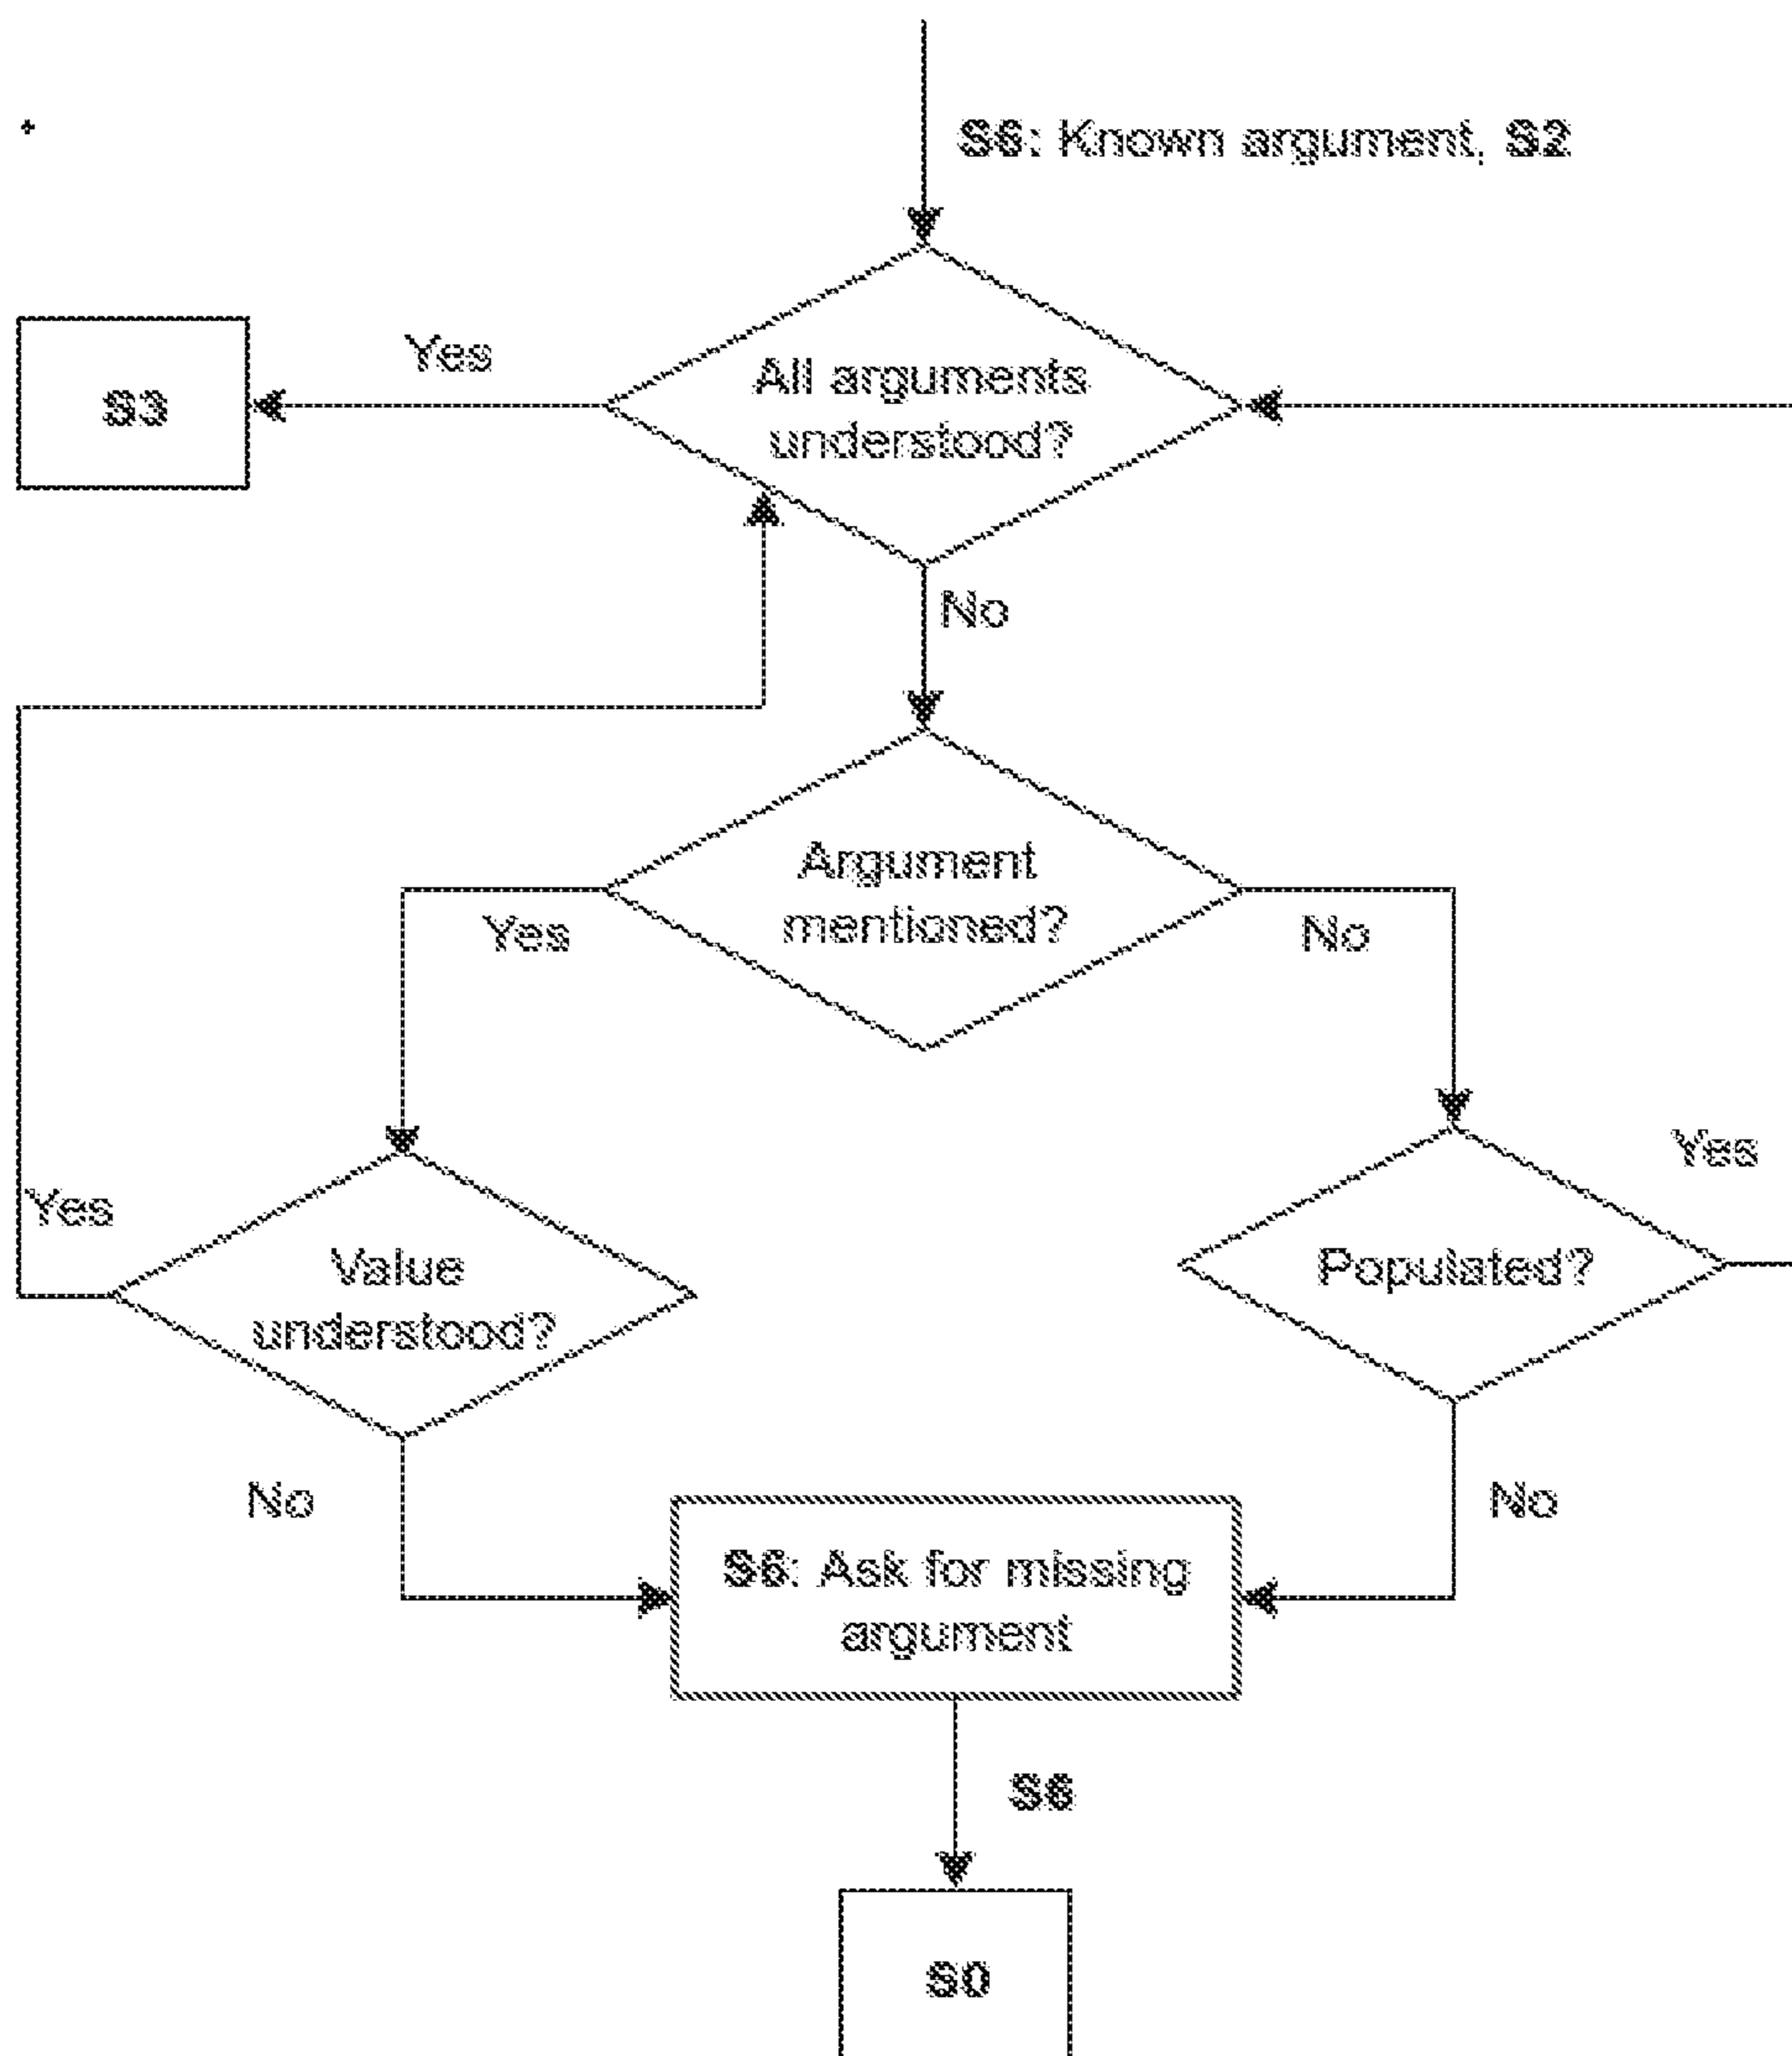 S6: Known argument, S2
Yes
S3
All arguments
understood?
No
Argument
mentioned?
Yes
No
Yes
Yes
Value
understood?
Populated?
No
No
S6: Ask for missing
argument
S6
S0